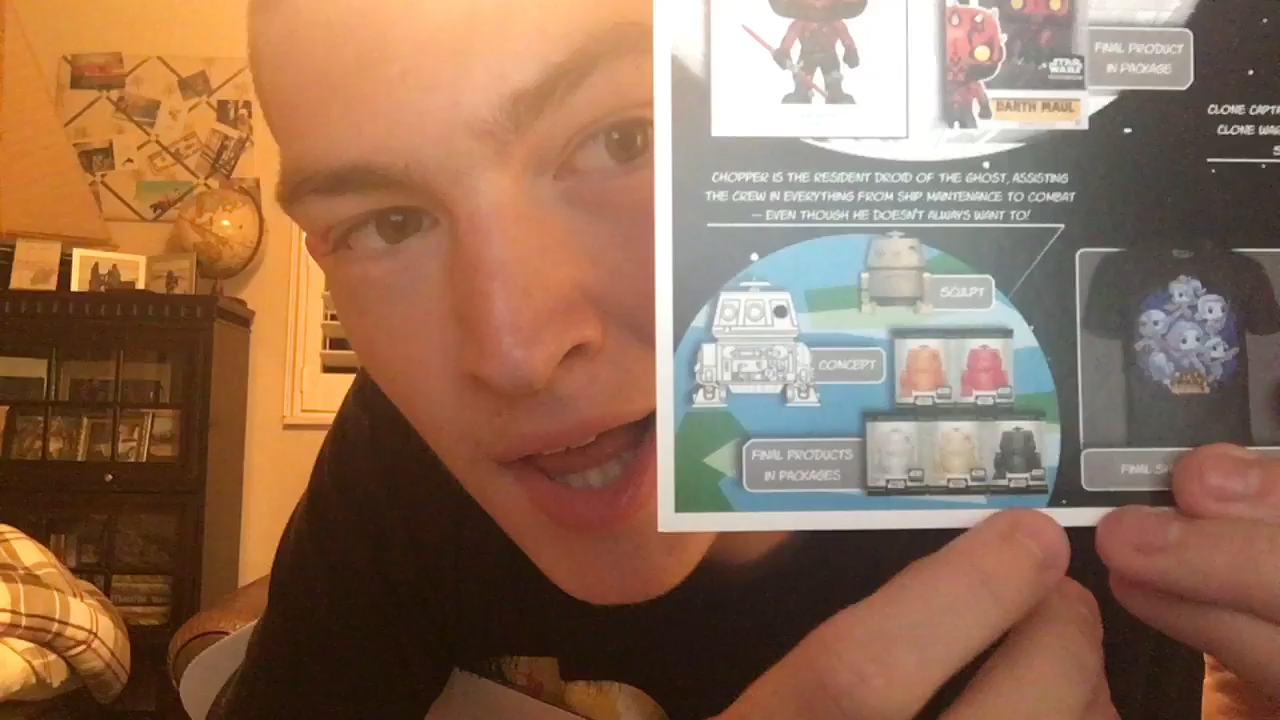 FINAL PRODUCT
IN PACKAGE
STAR
WARS
DARTH MAUL
CLONE
CLONE
CHOPPER IS THE RESIDENT DROID OF THE GHOST, ASSISTING
THE CREW IN EVERYTHING FROM SHIP MAINTENANCE TO COMBAT
— EVEN THOUGH HE DOESN'T ALWAYS WANT TO!
SCULPT
CONCEPT
FINAL PRODUCTS
IN PACKAGES
FINAL